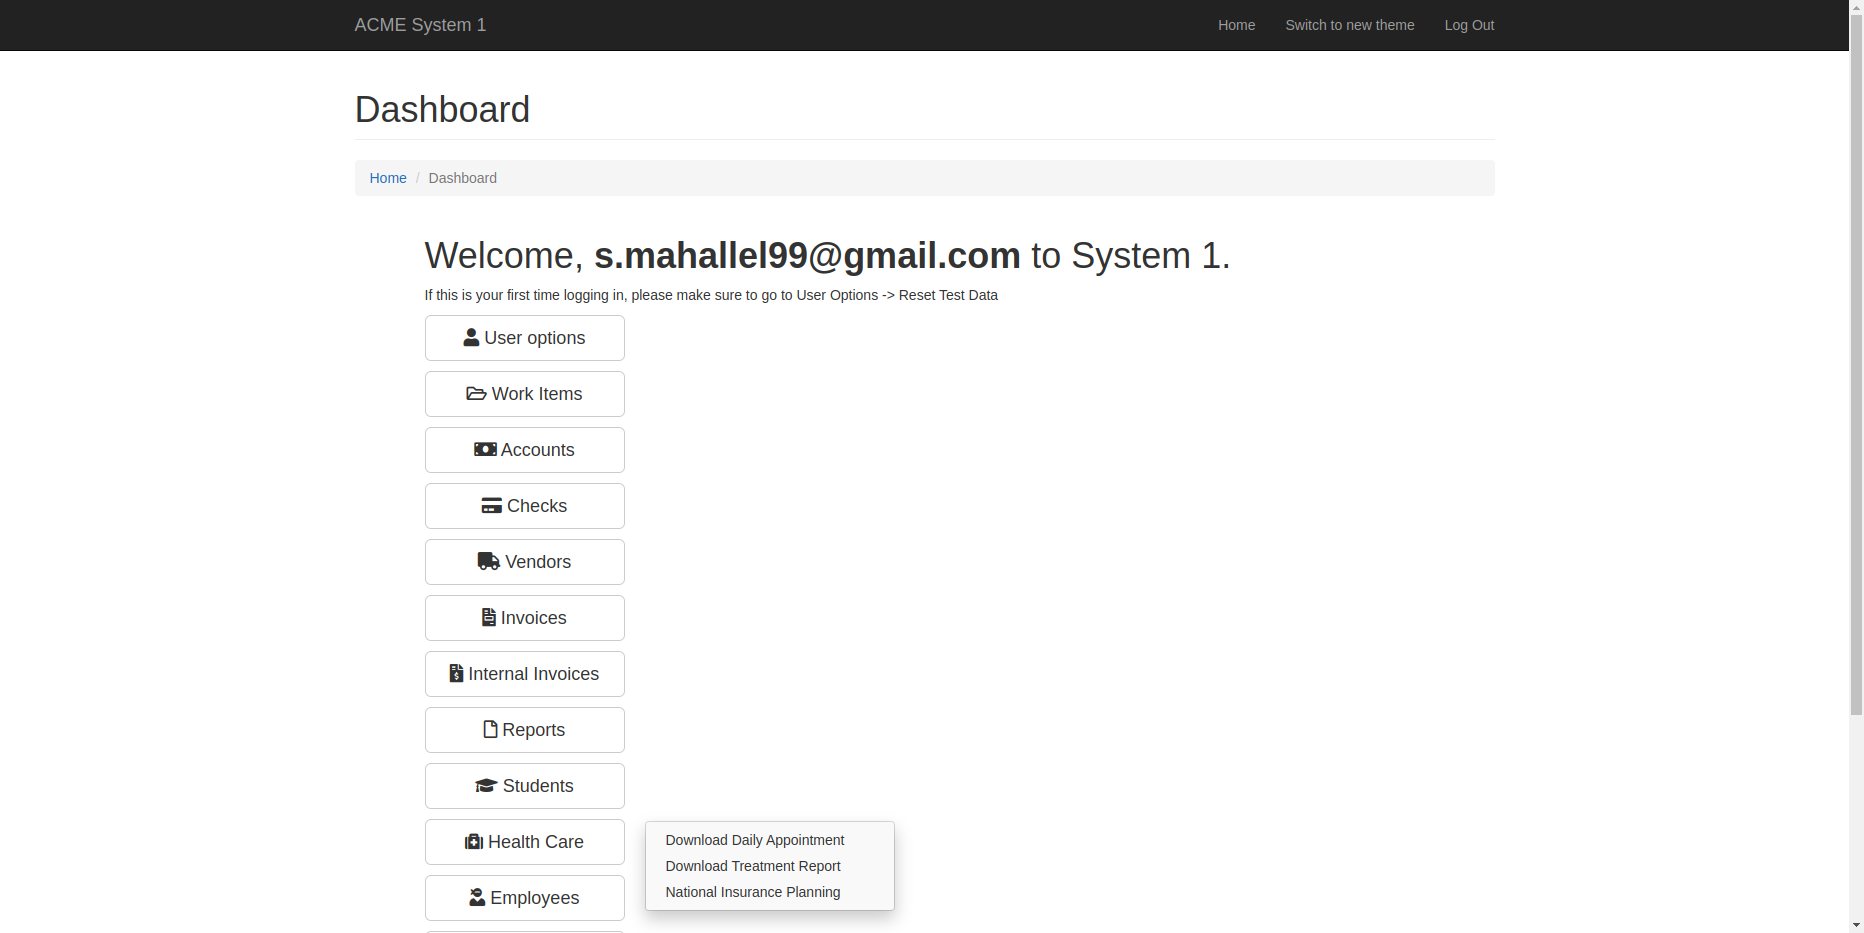 ACME System 1
Home
Switch to new theme
Log Out
Dashboard
Home / Dashboard
Welcome, s.mahallel99@gmail.com to System 1.
If this is your first time logging in, please make sure to go to User Options -> Reset Test Data
User options
Work Items
Accounts
Checks
Vendors
Invoices
Internal Invoices
Reports
Students
Health Care
Download Daily Appointment
Download Treatment Report
National Insurance Planning
Employees